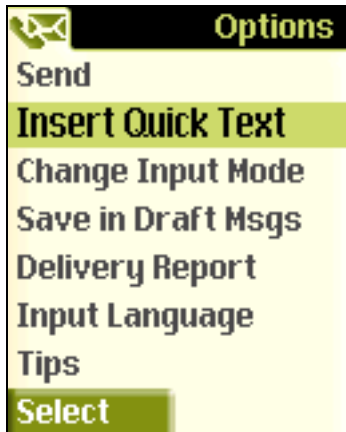 Options
Send
Insert Quick Text
Change Input Mode
Save in Draft Msgs
Delivery Report
Input Language
Tips
Select